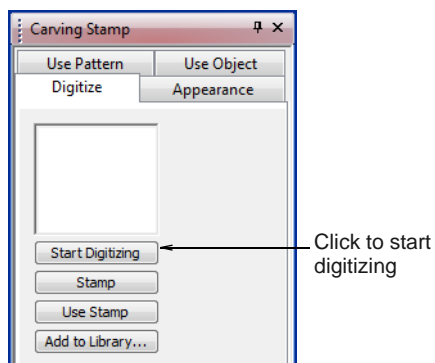 Carving Stamp
Use Pattern
Use Object
Digitize
Appearance
Start Digitizing
Stamp
Use Stamp
Add to Library...
Click to start
digitizing